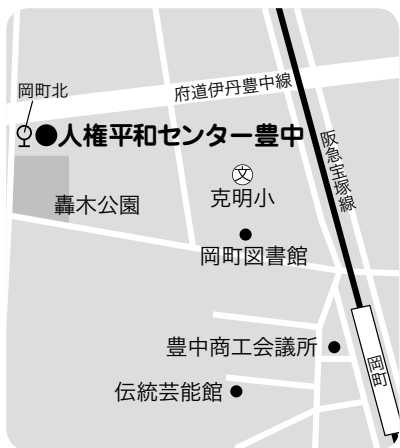 岡町北
府道伊丹豊中線
●人権平和センター豊中
阪急宝塚線
文
克明小
轟木公園
岡町図書館
豊中商工会議所
岡町
伝統芸能館